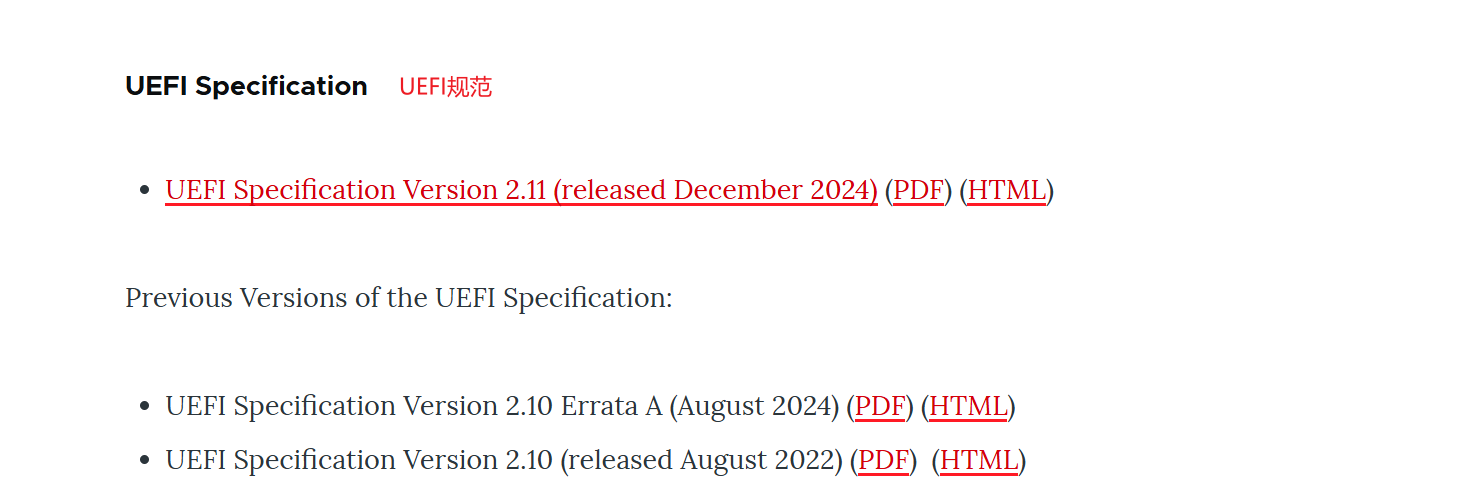 UEFI Specification UEFI规范
UEFI Specification Version 2.11 (released December 2024) (PDF) (HTML)
Previous Versions of the UEFI Specification:
UEFI Specification Version 2.10 Errata A (August 2024) (PDF) (HTML)
UEFI Specification Version 2.10 (released August 2022) (PDF) (HTML)